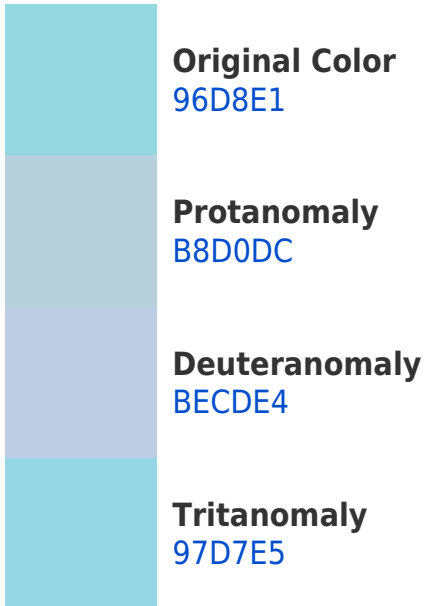 Original Color
96D8E1
Protanomaly
B8D0DC
Deuteranomaly
BECDE4
Tritanomaly
97D7E5